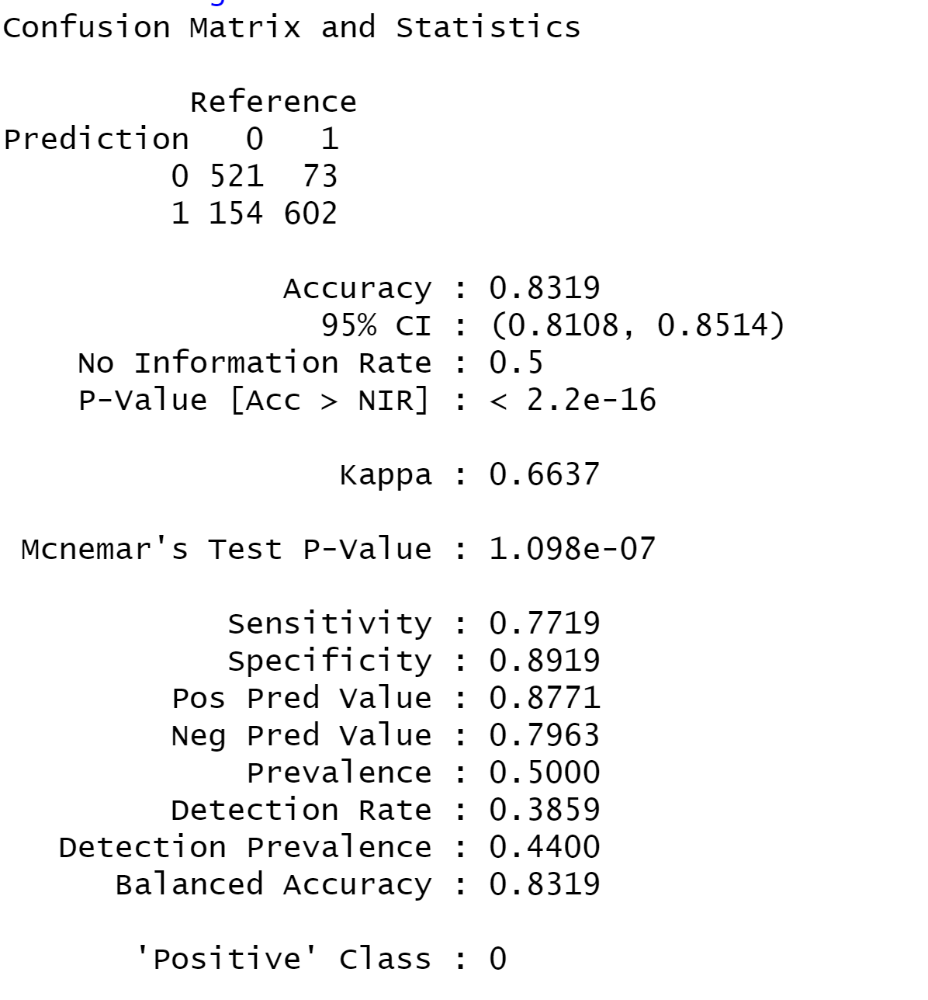 Confusion Matrix and Statistics
Reference
Prediction 0 1
0 521 73
1 154 602
Accuracy : 0.8319
95% CI : (0.8108, 0.8514)
No Information Rate : 0.5
P-Value [Acc > NIR] : < 2.2e-16
Kappa : 0.6637
Mcnemar's Test P-Value : 1.098e-07
Sensitivity : 0.7719
Specificity : 0.8919
Pos Pred Value : 0.8771
Neg Pred Value : 0.7963
Prevalence : 0.5000
Detection Rate : 0.3859
Detection Prevalence : 0.4400
Balanced Accuracy : 0.8319
'Positive' Class : 0